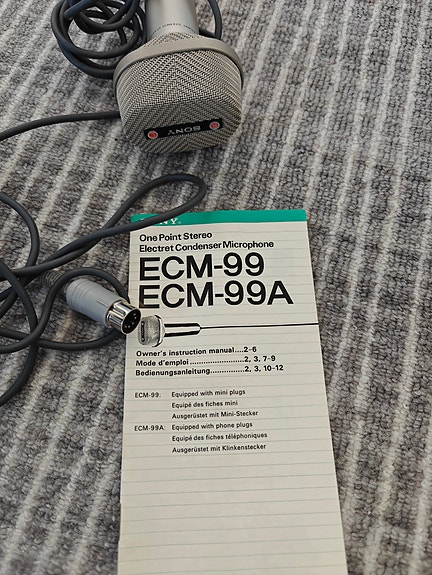 SONY
SONY
One Point Stereo
Electret Condenser Microphone
ECM-99
ECM-99A
Owner's instruction manual....2-6
Mode d'emploi......................2, 3, 7-9
Bedienungsanleitung..............2, 3, 10-12
ECM-99: Equipped with mini plugs
Equipé des fiches mini
Ausgerüstet mit Mini-Stecker
ECM-99A: Equipped with phone plugs
Equipé des fiches téléphoniques
Ausgerüstet mit Klinkenstecker